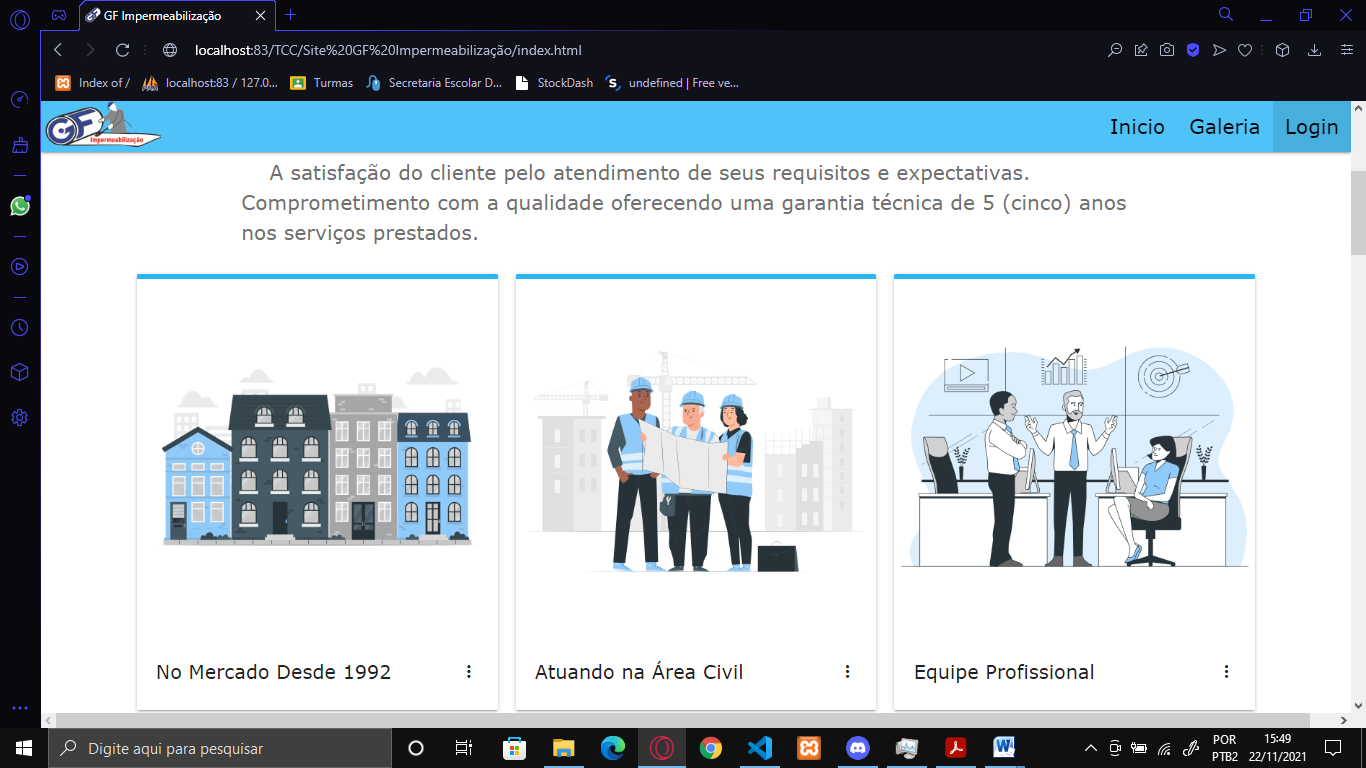 GF Impermeabilização
localhost:83/TCC/Site%20GF%20Impermeabilização/index.html
Index of /
localhost:83 / 127.0...
Turmas
Secretaria Escolar D...
StockDash
undefined | Free ve...
GF
Impermeabilização
Inicio
Galeria
Login
A satisfação do cliente pelo atendimento de seus requisitos e expectativas.
Comprometimento com a qualidade oferecendo uma garantia técnica de 5 (cinco) anos
nos serviços prestados.
No Mercado Desde 1992
Atuando na Área Civil
Equipe Profissional
Digite aqui para pesquisar
POR
PTB2
15:49
22/11/2021